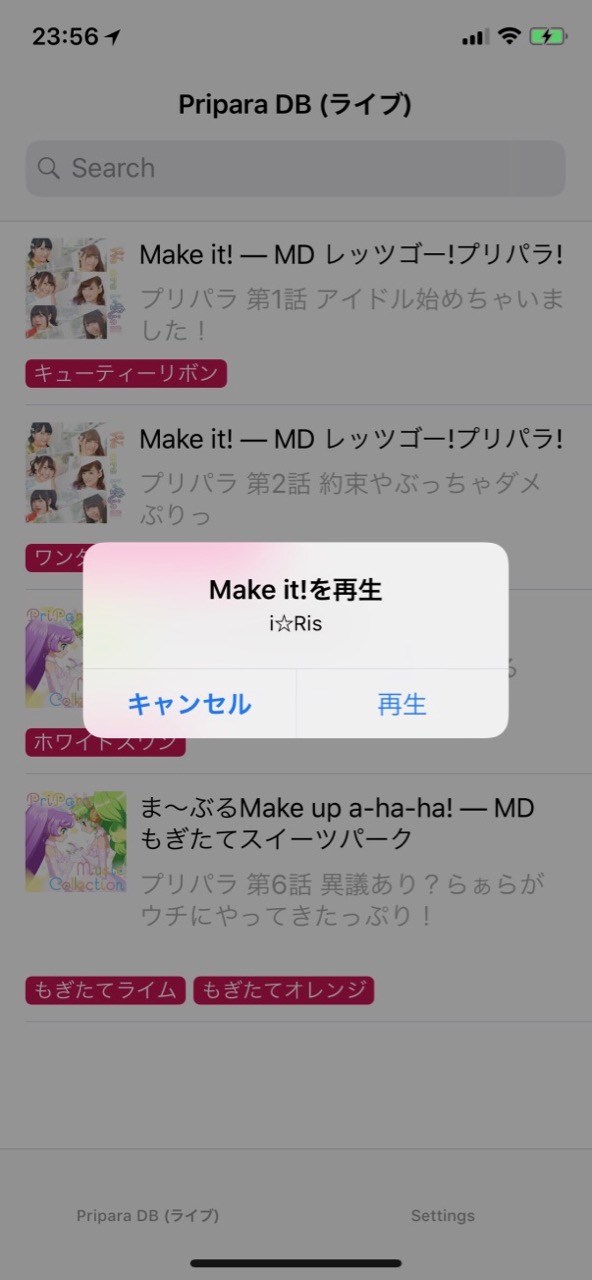 23:56
Pripara DB (ライブ)
Search
Make it! — MD レッツゴー!プリパラ!
プリパラ 第1話 アイドル始めちゃいま
した！
キューティーリボン
Make it! — MD レッツゴー!プリパラ!
プリパラ 第2話 約束やぶっちゃダメ
ぷりっ
Make it!を再生
i☆Ris
キャンセル
再生
PriPara
ホワイトスワン
ま〜ぶるMake up a-ha-ha! — MD
もぎたてスイーツパーク
プリパラ 第6話 異議あり？らぁらが
ウチにやってきたっぷり！
PriPara
Music
Collection
もぎたてライム
もぎたてオレンジ
Pripara DB (ライブ)
Settings